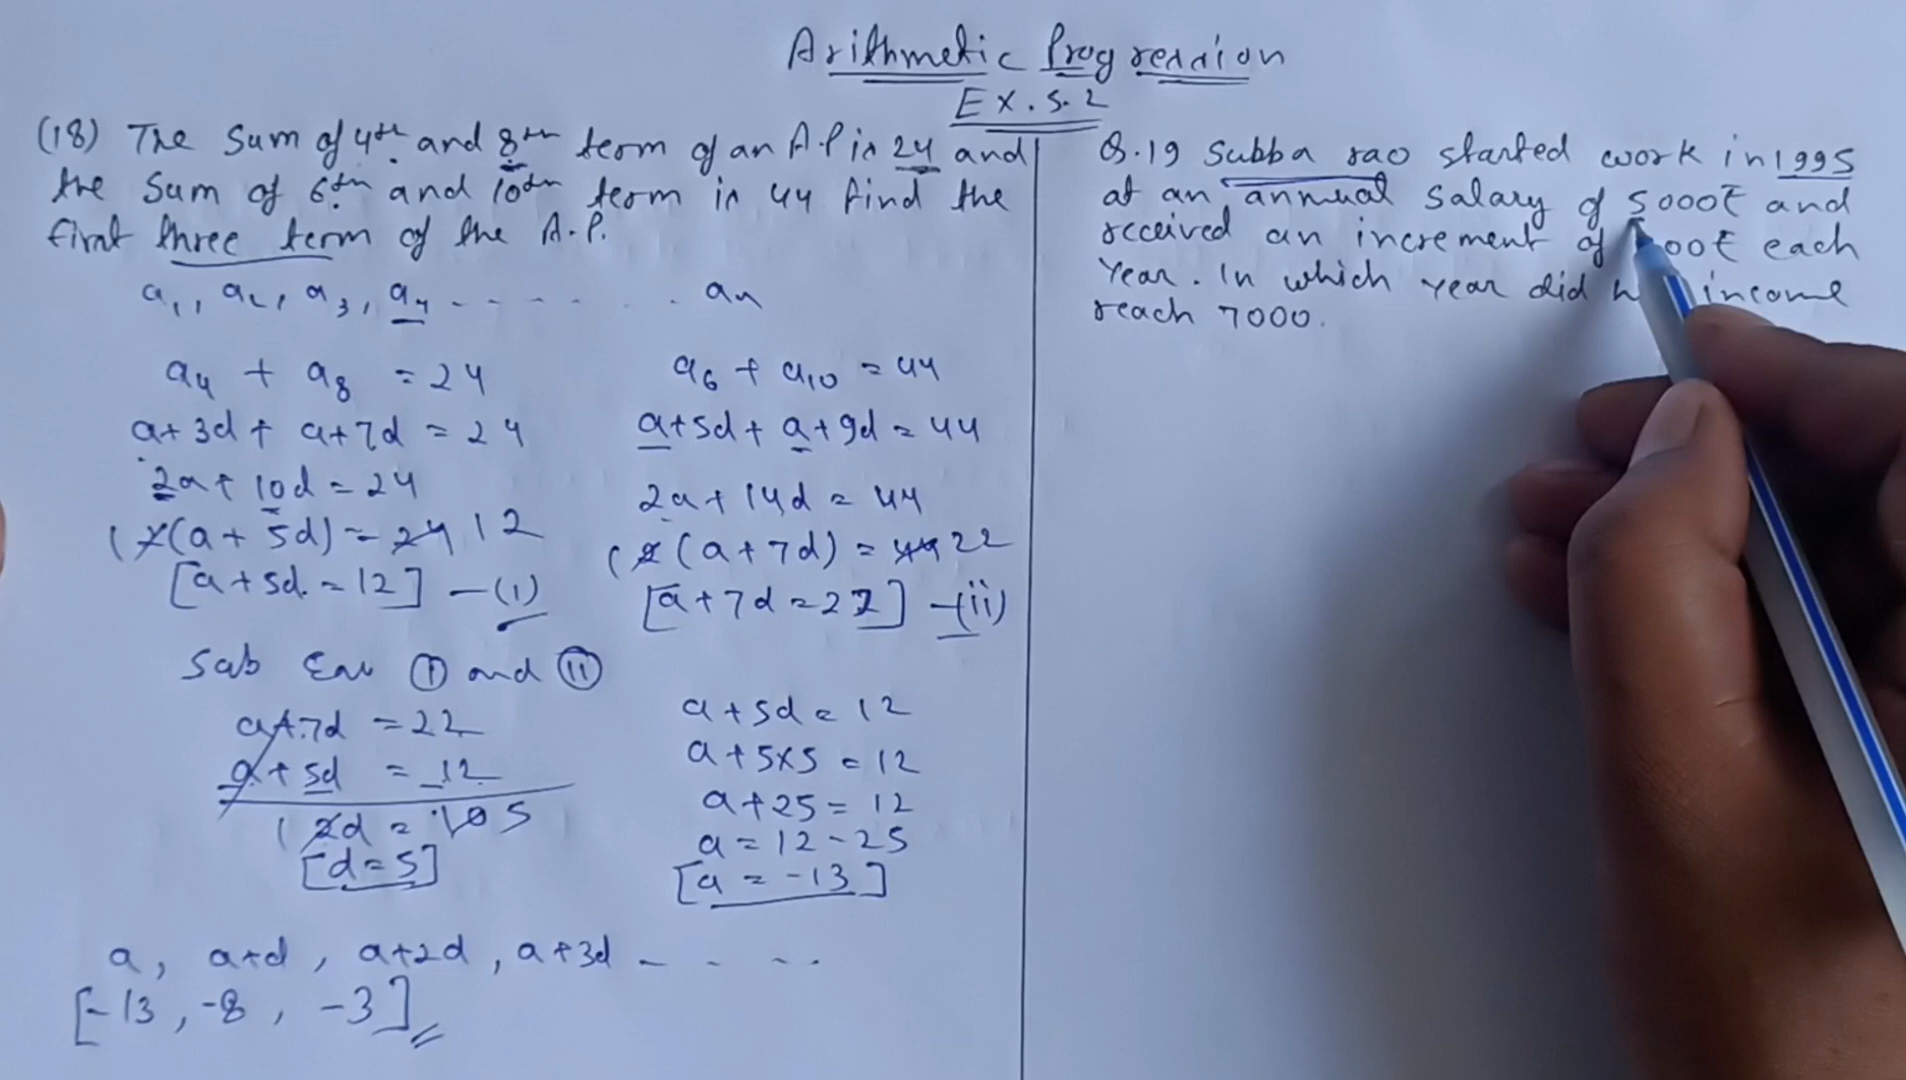 Arithmetic Progression
Ex. 5.2
(18) The Sum of 4th and 8th term of an A.P is 24 and
the sum of 6th and 10th term is 44 find the
first three term of the A.P.
a1, a2, a3, a4 - - - - - - . an
a4 + a8 = 24
a+3d + a+7d = 24
2a + 10d = 24
(2(a+5d) = 24 12
[a+5d = 12] —(i)
a6 + a10 = 44
a+5d + a+9d = 44
2a + 14d = 44
(2(a+7d) = 44 22
[a+7d = 22] —(ii)
Sub Equ (I) and (II)
a+7d = 22
a+5d = 12
(2d = 10 5
[d=5]
a+5d = 12
a+5×5 = 12
a+25 = 12
a = 12-25
[a = -13]
a, a+d, a+2d, a+3d - - - -
[-13, -8, -3]
Q.19 Subba rao started work in 1995
at an annual salary of 5000₹ and
received an increment of 00₹ each
Year. In which year did income
reach 7000.